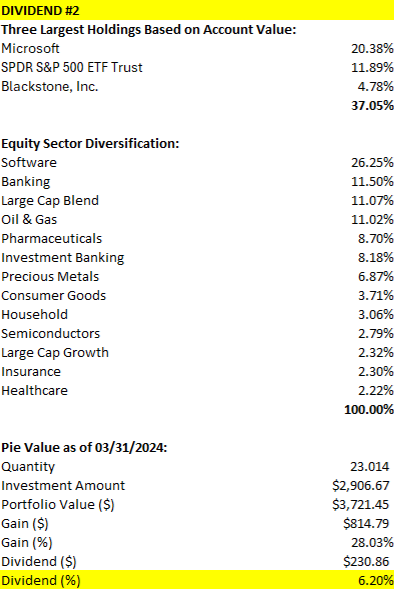 DIVIDEND #2
Three Largest Holdings Based on Account Value:
Microsoft 20.38%
SPDR S&P 500 ETF Trust 11.89%
Blackstone, Inc. 4.78%
37.05%
Equity Sector Diversification:
Software 26.25%
Banking 11.50%
Large Cap Blend 11.07%
Oil & Gas 11.02%
Pharmaceuticals 8.70%
Investment Banking 8.18%
Precious Metals 6.87%
Consumer Goods 3.71%
Household 3.06%
Semiconductors 2.79%
Large Cap Growth 2.32%
Insurance 2.30%
Healthcare 2.22%
100.00%
Pie Value as of 03/31/2024:
Quantity 23.014
Investment Amount $2,906.67
Portfolio Value ($) $3,721.45
Gain ($) $814.79
Gain (%) 28.03%
Dividend ($) $230.86
Dividend (%) 6.20%